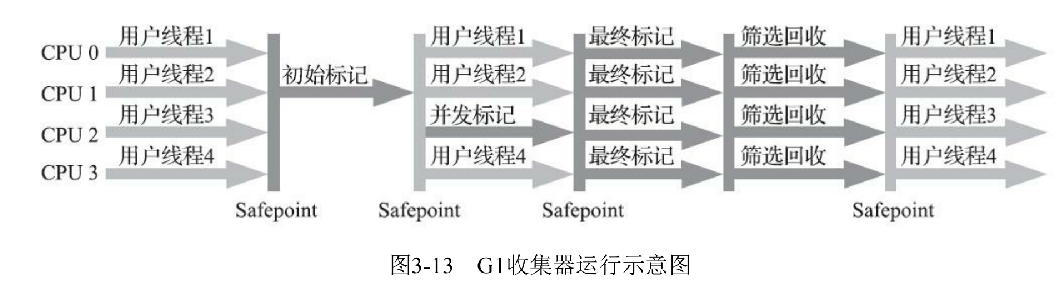 CPU 0 用户线程1 用户线程1 最终标记 筛选回收 用户线程1
CPU 1 用户线程2 初始标记 用户线程2 最终标记 筛选回收 用户线程2
CPU 2 用户线程3 并发标记 最终标记 筛选回收 用户线程3
CPU 3 用户线程4 用户线程4 最终标记 筛选回收 用户线程4
Safepoint Safepoint Safepoint Safepoint
图3-13 G1收集器运行示意图